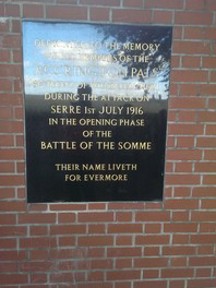 TO THE MEMORY
OF THE
PALS
DURING THE ATTACK ON
SERRE 1ST JULY 1916
IN THE OPENING PHASE
OF THE
BATTLE OF THE SOMME
THEIR NAME LIVETH
FOR EVERMORE